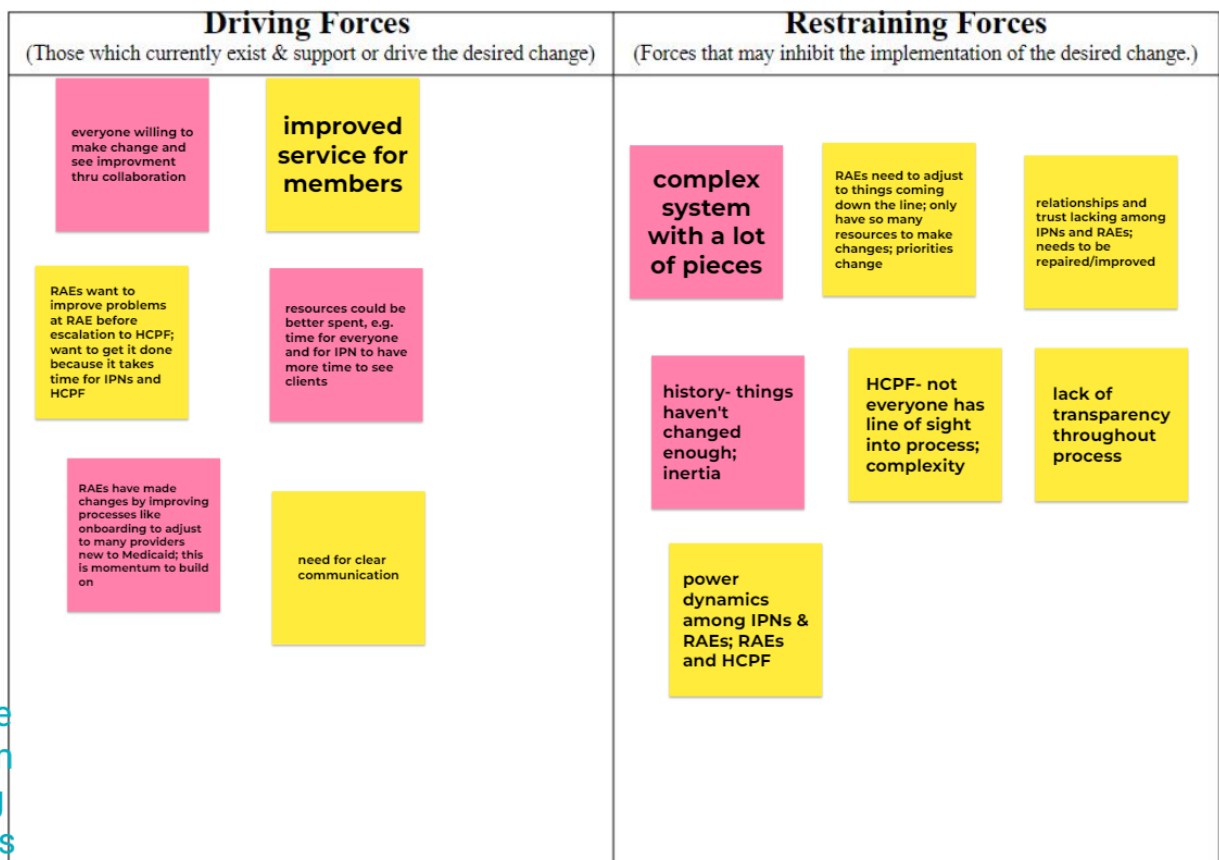 Driving Forces
(Those which currently exist & support or drive the desired change)
everyone willing to
make change and
see improvment
thru collaboration
improved
service for
members
RAEs want to
improve problems
at RAE before
escalation to HCPF;
want to get it done
because it takes
time for IPNs and
HCPF
resources could be
better spent, e.g.
time for everyone
and for IPN to have
more time to see
clients
RAEs have made
changes by improving
processes like
onboarding to adjust
to many providers
new to Medicaid; this
is momentum to build
on
need for clear
communication
Restraining Forces
(Forces that may inhibit the implementation of the desired change.)
complex
system
with a lot
of pieces
RAEs need to adjust
to things coming
down the line; only
have so many
resources to make
changes; priorities
change
relationships and
trust lacking among
IPNs and RAEs;
needs to be
repaired/improved
history- things
haven't
changed
enough;
inertia
HCPF- not
everyone has
line of sight
into process;
complexity
lack of
transparency
throughout
process
power
dynamics
among IPNs &
RAEs; RAEs
and HCPF